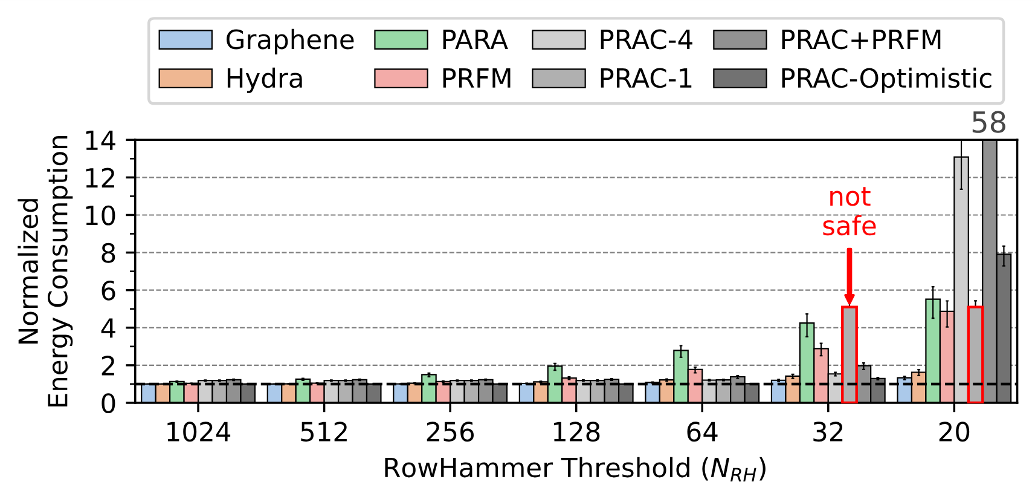 Graphene PARA PRAC-4 PRAC+PRFM
Hydra PRFM PRAC-1 PRAC-Optimistic
58
Normalized
Energy Consumption
14
12
10
8
6
4
2
0
not
safe
1024 512 256 128 64 32 20
RowHammer Threshold (N_RH)